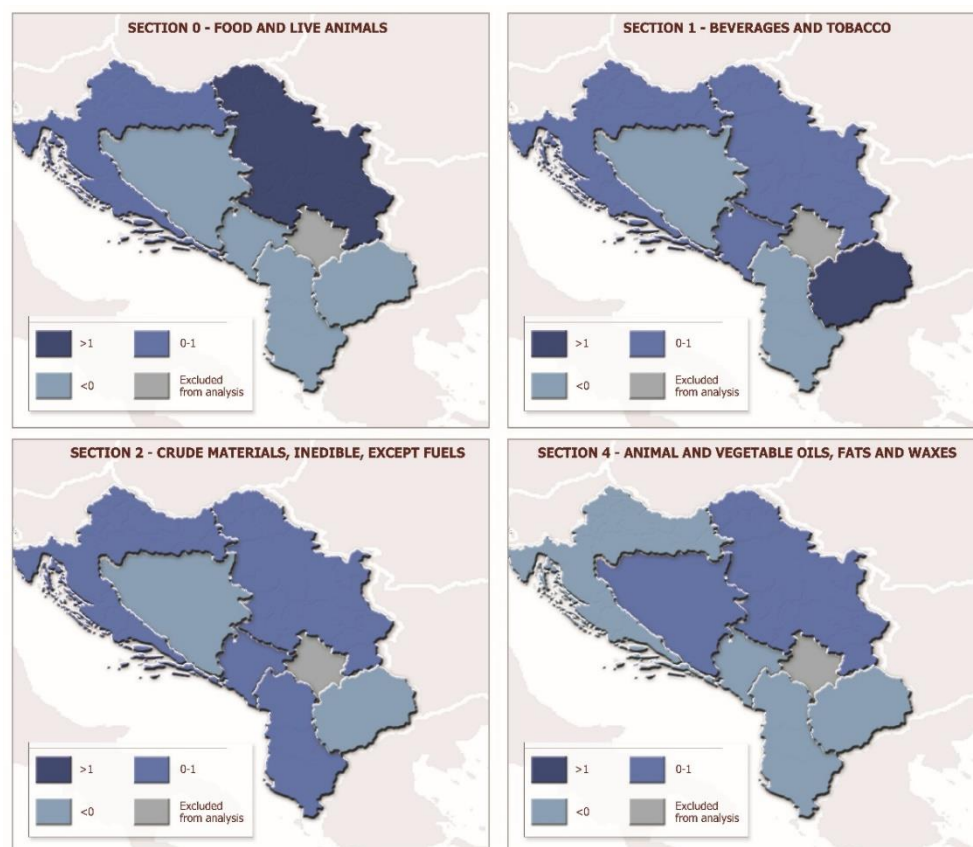 SECTION 0 - FOOD AND LIVE ANIMALS
>1
0-1
<0
Excluded
from analysis
SECTION 1 - BEVERAGES AND TOBACCO
>1
0-1
<0
Excluded
from analysis
SECTION 2 - CRUDE MATERIALS, INEDIBLE, EXCEPT FUELS
>1
0-1
<0
Excluded
from analysis
SECTION 4 - ANIMAL AND VEGETABLE OILS, FATS AND WAXES
>1
0-1
<0
Excluded
from analysis